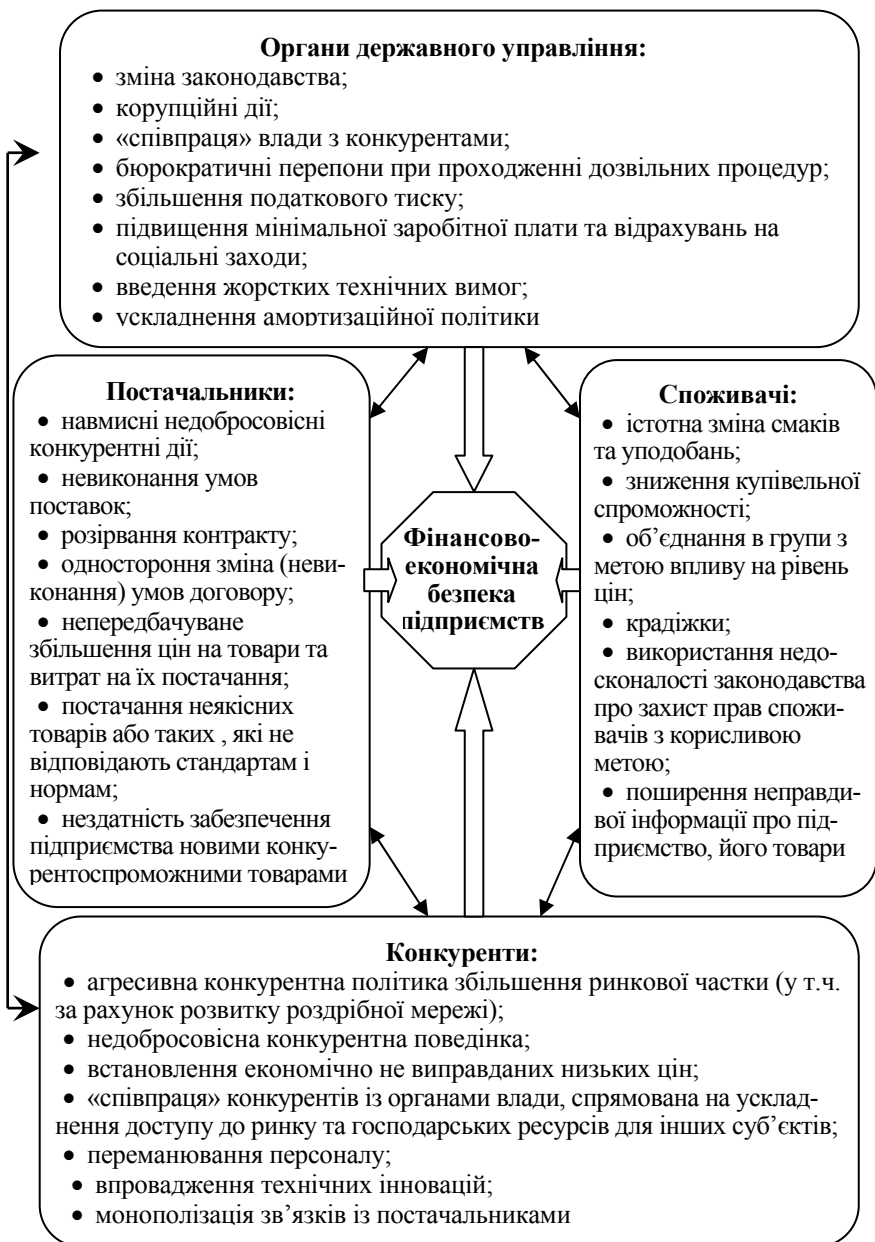 Органи державного управління:
• зміна законодавства;
• корупційні дії;
• «співпраця» влади з конкурентами;
• бюрократичні перепони при проходженні дозвільних процедур;
• збільшення податкового тиску;
• підвищення мінімальної заробітної плати та відрахувань на
соціальні заходи;
• введення жорстких технічних вимог;
• ускладнення амортизаційної політики
Постачальники:
• навмисні недобросовісні
конкурентні дії;
• невиконання умов
поставок;
• розірвання контракту;
• одностороння зміна (неви-
конання) умов договору;
• непередбачуване
збільшення цін на товари та
витрат на їх постачання;
• постачання неякісних
товарів або таких , які не
відповідають стандартам і
нормам;
• нездатність забезпечення
підприємства новими конку-
рентоспроможними товарами
Фінансово-
економічна
безпека
підприємств
Споживачі:
• істотна зміна смаків
та уподобань;
• зниження купівельної
спроможності;
• об’єднання в групи з
метою впливу на рівень
цін;
• крадіжки;
• використання недо-
сконалості законодавства
про захист прав спожи-
вачів з корисливою
метою;
• поширення неправди-
вої інформації про під-
приємство, його товари
Конкуренти:
• агресивна конкурентна політика збільшення ринкової частки (у т.ч.
за рахунок розвитку роздрібної мережі);
• недобросовісна конкурентна поведінка;
• встановлення економічно не виправданих низьких цін;
• «співпраця» конкурентів із органами влади, спрямована на усклад-
нення доступу до ринку та господарських ресурсів для інших суб’єктів;
• переманювання персоналу;
• впровадження технічних інновацій;
• монополізація зв’язків із постачальниками